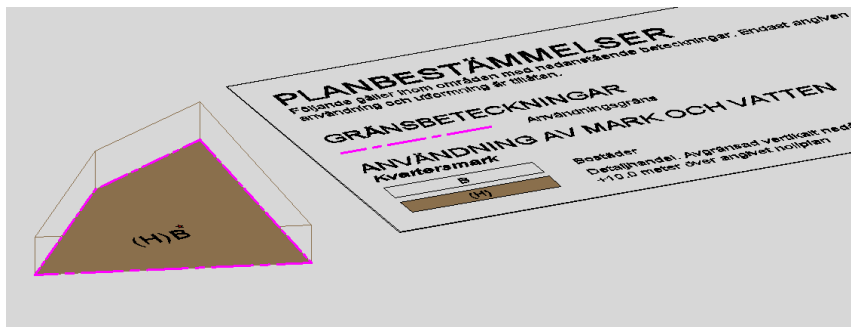 PLANBESTÄMMELSER
Följande gäller inom områden med nedanstående beteckningar. Endast angiven
användning och utformning är tillåten.
GRÄNSBETECKNINGAR
Användningsgräns
ANVÄNDNING AV MARK OCH VATTEN
Kvartersmark
B
Bostäder
(H)
Detaljhandel. Avgränsad vertikalt nedå
+10,0 meter över angivet nollplan
(H)B*